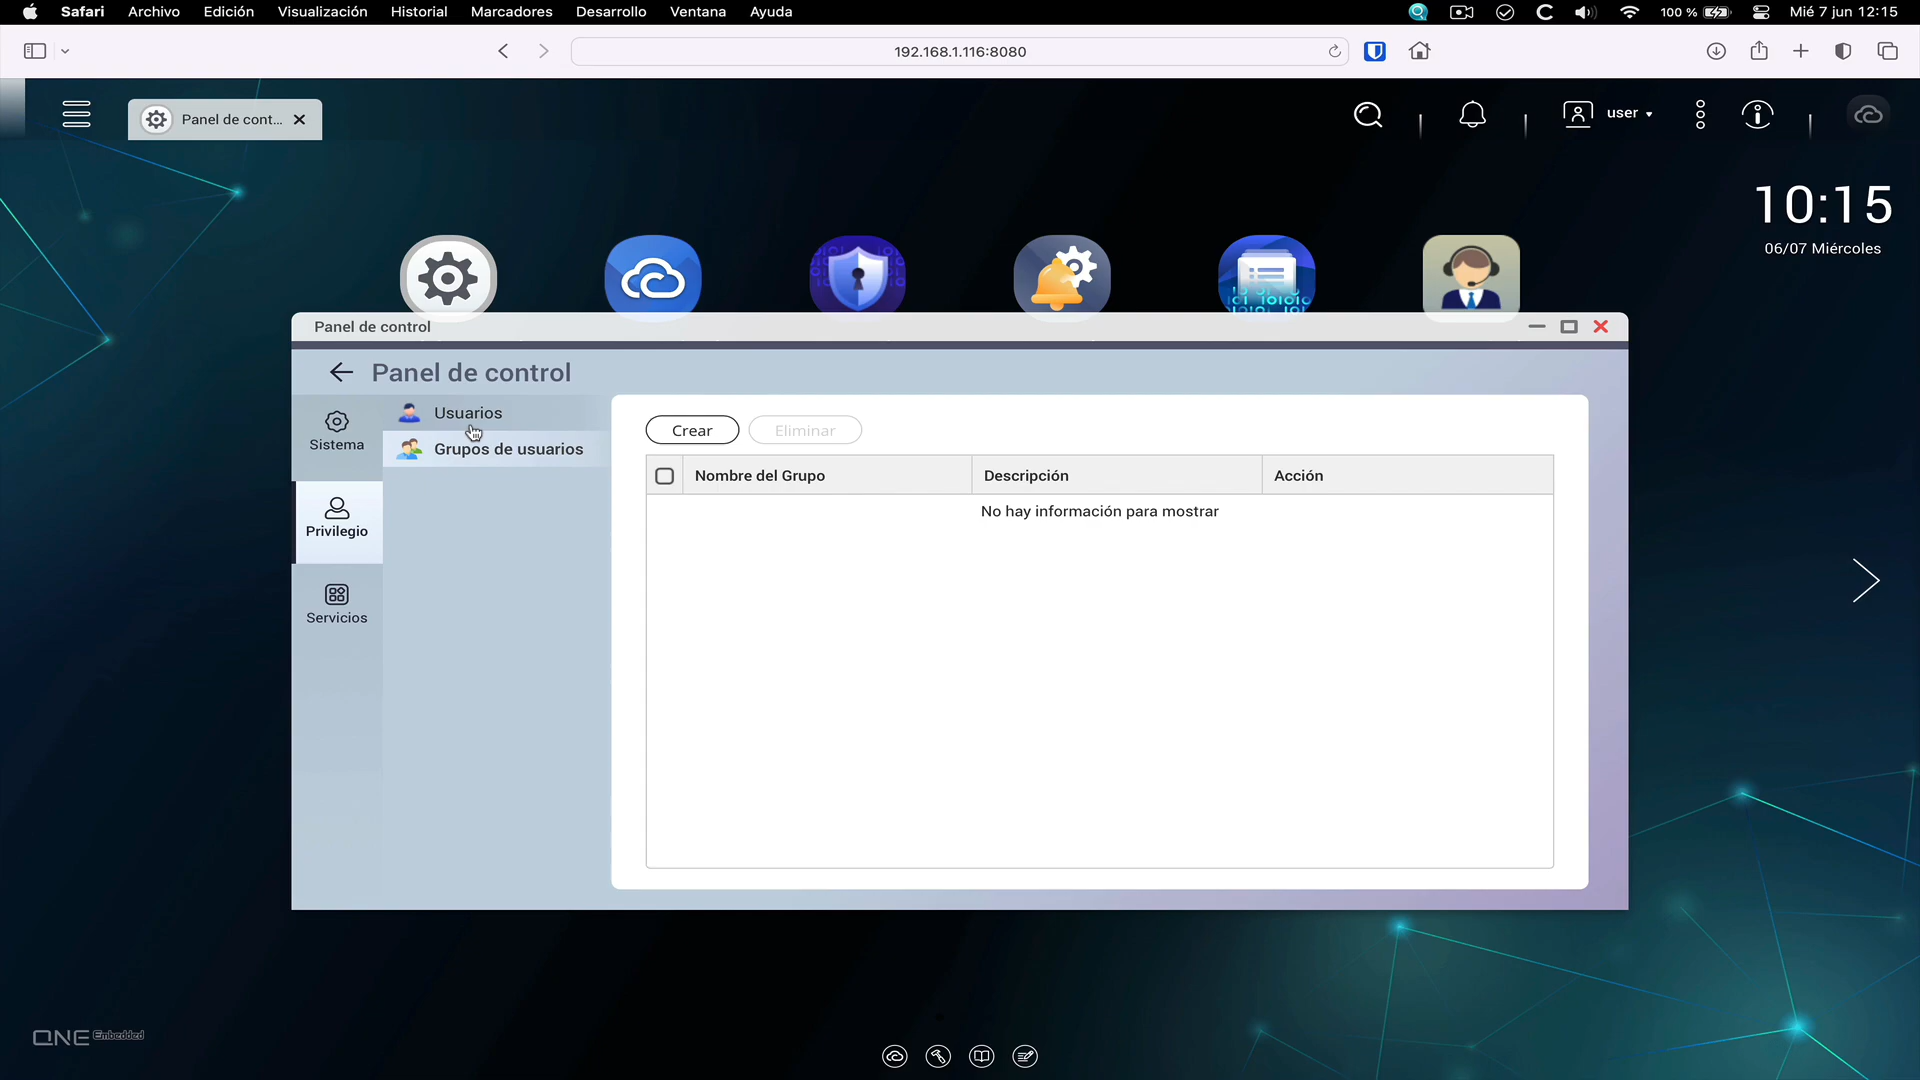 Safari Archivo Edición Visualización Historial Marcadores Desarrollo Ventana Ayuda 100 % Mié 7 jun 12:15
192.168.1.116:8080
Panel de cont... user
10:15
06/07 Miércoles
Panel de control
Panel de control
Sistema
Privilegio
Servicios
Usuarios
Grupos de usuarios
Crear Eliminar
Nombre del Grupo Descripción Acción
No hay información para mostrar
QNE Embedded